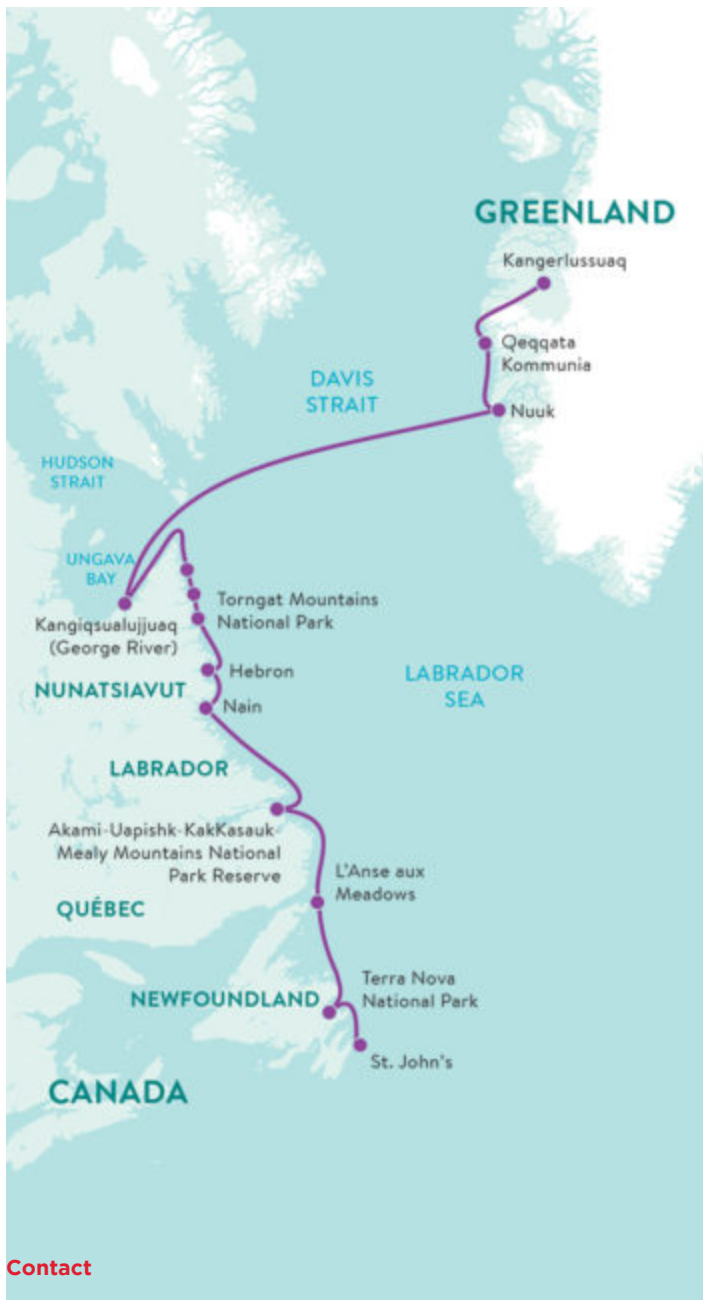 GREENLAND
Kangerlussuaq
Qeqqata
Kommunia
DAVIS
STRAIT
Nuuk
HUDSON
STRAIT
UNGAVA
BAY
Torngat Mountains
National Park
Kangiqsualujjuaq
(George River)
Hebron
LABRADOR
SEA
NUNATSIAVUT
Nain
LABRADOR
Akami-Uapishk-KakKasauk-
Mealy Mountains National
Park Reserve
L'Anse aux
Meadows
QUÉBEC
Terra Nova
National Park
NEWFOUNDLAND
St. John's
CANADA
Contact